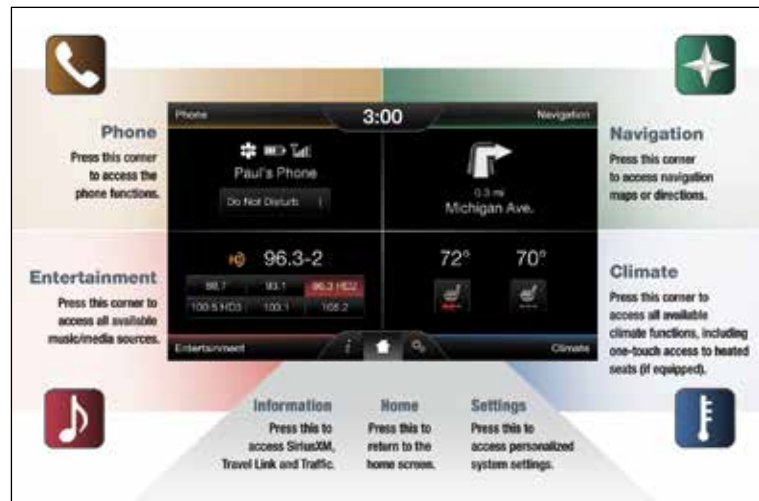 Phone
3:00
Navigation
Phone
Press this corner
to access the
phone functions.
Paul's Phone
Do Not Disturb
0.3 mi
Michigan Ave.
Navigation
Press this corner
to access navigation
maps or directions.
Entertainment
Press this corner to
access all available
music/media sources.
96.3-2
93.1 96.3 HD2
100.5 HD3 100.1
72° 70°
Climate
Press this corner to
access all available
climate functions, including
one-touch access to heated
seats (if equipped).
Entertainment
i
Climate
Information
Press this to
access SiriusXM,
Travel Link and Traffic.
Home
Press this to
return to the
home screen.
Settings
Press this to
access personalized
system settings.